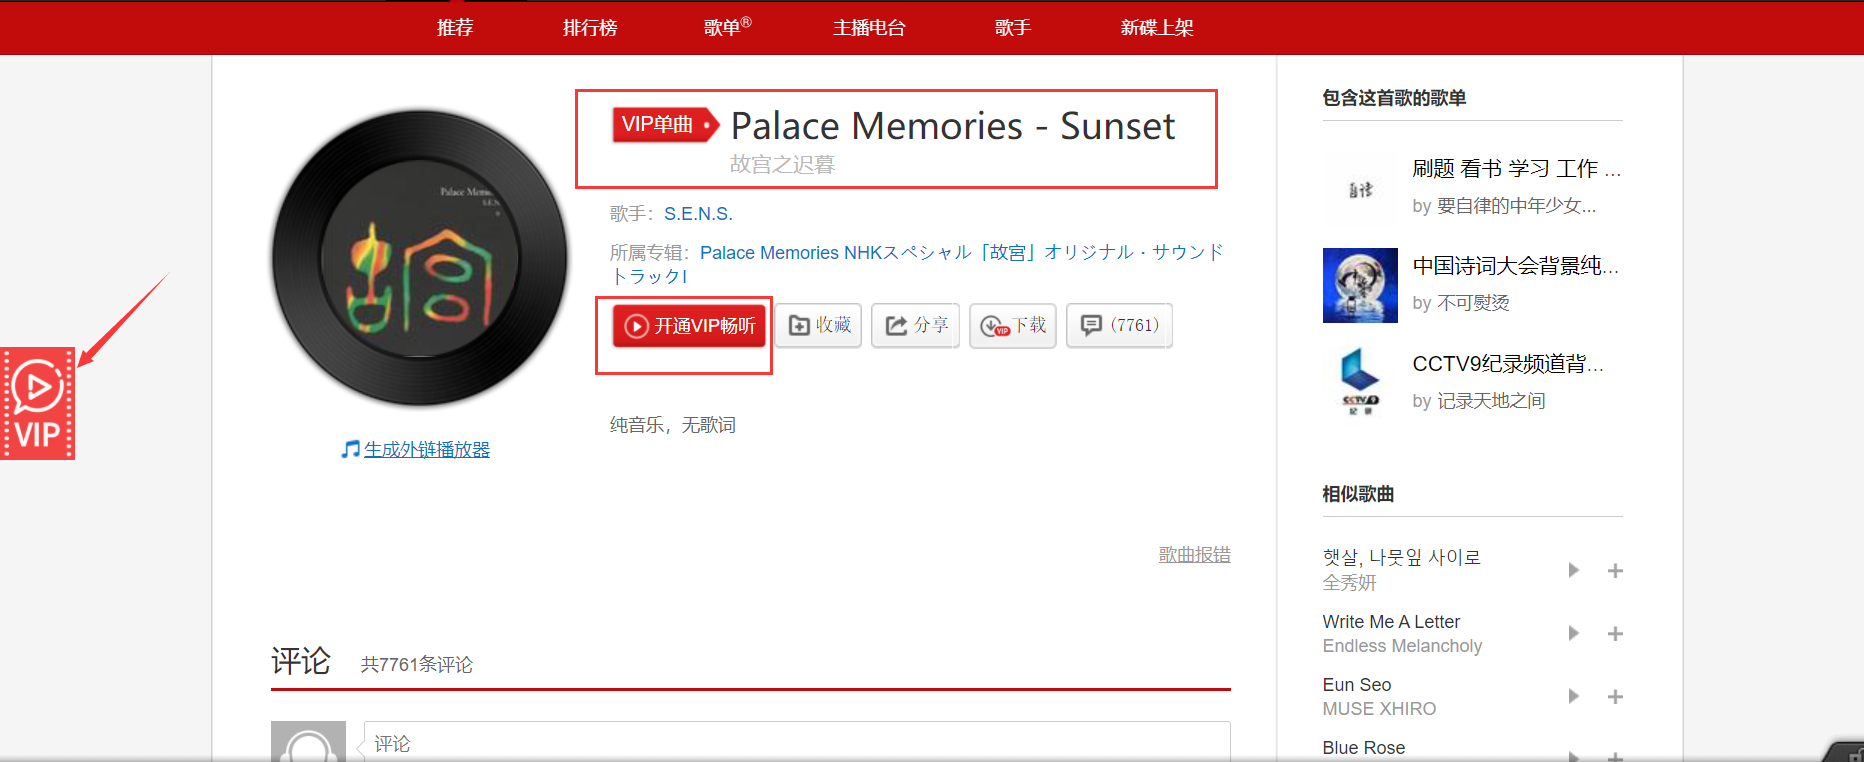 推荐
排行榜
歌单®
主播电台
歌手
新碟上架
VIP单曲
Palace Memories - Sunset
故宫之迟暮
歌手：S.E.N.S.
所属专辑：Palace Memories NHKスペシャル「故宮」オリジナル・サウンド
トラックI
开通VIP畅听
收藏
分享
VIP
下载
(7761)
纯音乐，无歌词
Palace Mem
S.E.N
生成外链播放器
VIP
歌曲报错
评论
共7761条评论
评论
包含这首歌的歌单
刷题 看书 学习 工作 ...
by 要自律的中年少女...
自律
中国诗词大会背景纯...
by 不可熨烫
CCTV9纪录频道背...
by 记录天地之间
CCTV 9
纪录
相似歌曲
햇살, 나뭇잎 사이로
全秀妍
Write Me A Letter
Endless Melancholy
Eun Seo
MUSE XHIRO
Blue Rose